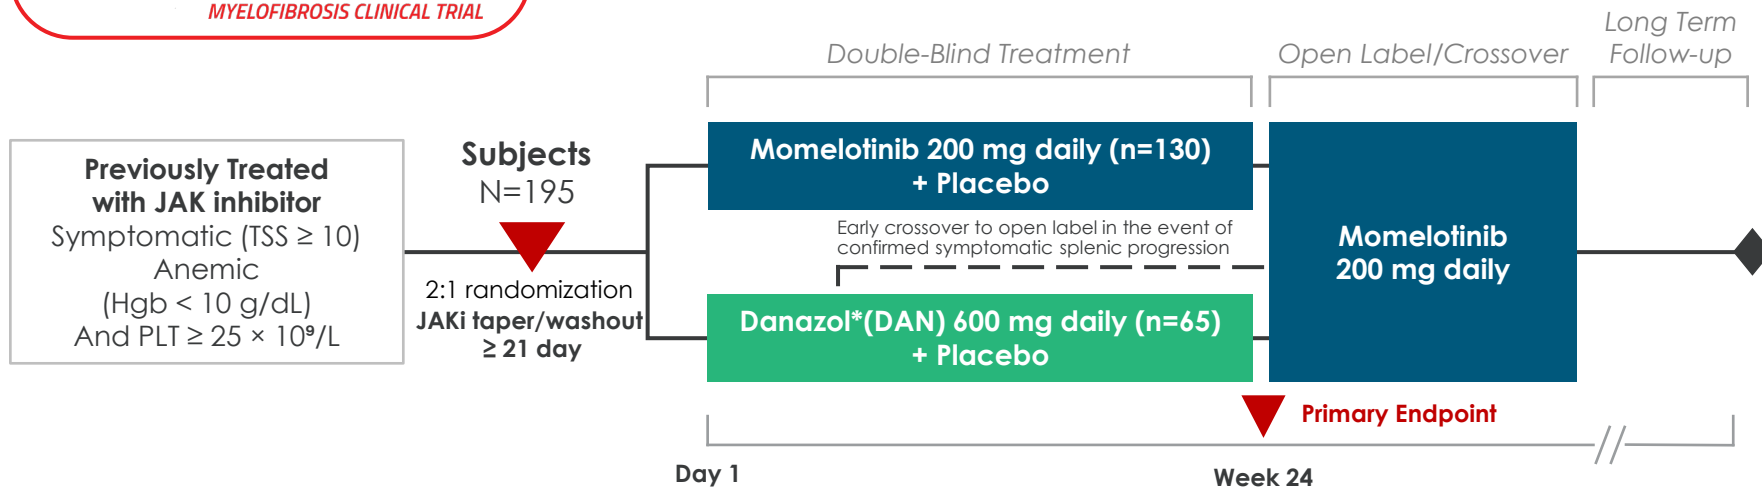 MYELOFIBROSIS CLINICAL TRIAL
Double-Blind Treatment
Open Label/Crossover
Long Term
Follow-up
Previously Treated
with JAK inhibitor
Symptomatic (TSS ≥ 10)
Anemic
(Hgb < 10 g/dL)
And PLT ≥ 25 × 10⁹/L
Subjects
N=195
2:1 randomization
JAKi taper/washout
≥ 21 day
Momelotinib 200 mg daily (n=130)
+ Placebo
Early crossover to open label in the event of
confirmed symptomatic splenic progression
Danazol*(DAN) 600 mg daily (n=65)
+ Placebo
Momelotinib
200 mg daily
Primary Endpoint
Day 1
Week 24